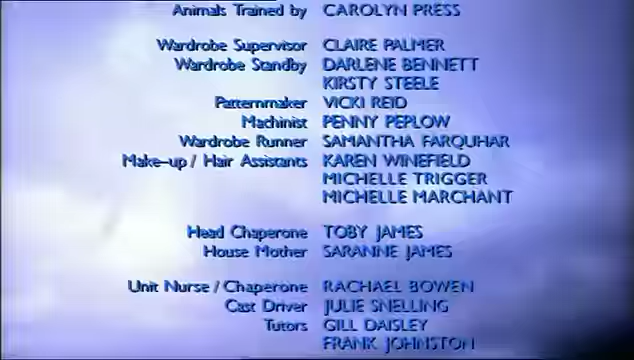 Animals Trained by CAROLYN PRESS
Wardrobe Supervisor CLAIRE PALMER
Wardrobe Standby DARLENE BENNETT
KIRSTY STEELE
Patternmaker VICKI REID
Machinist PENNY PEPLOW
Wardrobe Runner SAMANTHA FARQUHAR
Make-up / Hair Assistants KAREN WINEFIELD
MICHELLE TRIGGER
MICHELLE MARCHANT
Head Chaperone TOBY JAMES
House Mother SARANNE JAMES
Unit Nurse / Chaperone RACHAEL BOWEN
Cast Driver JULIE SNELLING
Tutors GILL DAISLEY
FRANK JOHNSTON